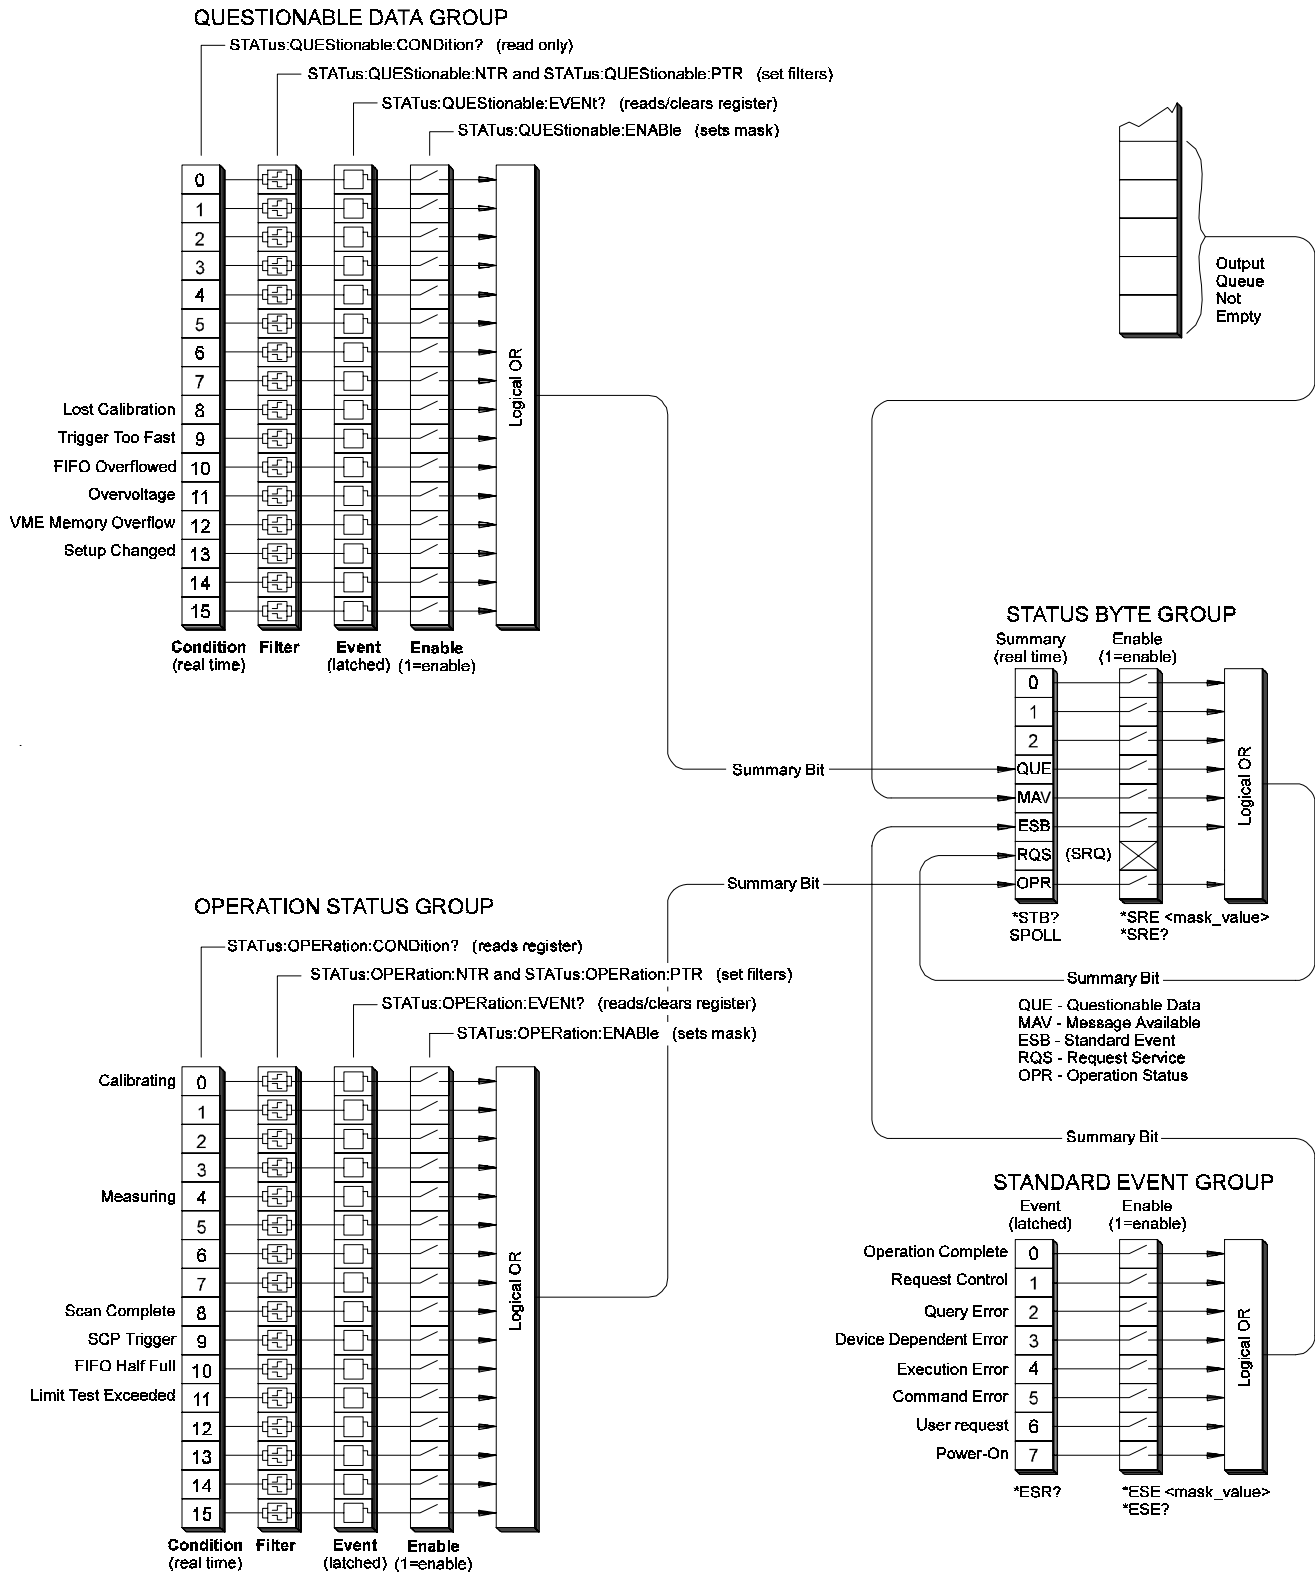 QUESTIONABLE DATA GROUP
STATus:QUEStionable:CONDition? (read only)
STATus:QUEStionable:NTR and STATus:QUEStionable:PTR (set filters)
STATus:QUEStionable:EVENt? (reads/clears register)
STATus:QUEStionable:ENABle (sets mask)
0
1
2
3
4
5
6
7
Lost Calibration 8
Trigger Too Fast 9
FIFO Overflowed 10
Overvoltage 11
VME Memory Overflow 12
Setup Changed 13
14
15
Logical OR
Condition Filter Event Enable
(real time) (latched) (1=enable)
Output
Queue
Not
Empty
Summary Bit
STATUS BYTE GROUP
Summary Enable
(real time) (1=enable)
0
1
2
QUE
MAV
ESB
RQS (SRQ)
OPR
Logical OR
*STB? *SRE <mask_value>
SPOLL *SRE?
Summary Bit
Summary Bit
QUE - Questionable Data
MAV - Message Available
ESB - Standard Event
RQS - Request Service
OPR - Operation Status
OPERATION STATUS GROUP
STATus:OPERation:CONDition? (reads register)
STATus:OPERation:NTR and STATus:OPERation:PTR (set filters)
STATus:OPERation:EVENt? (reads/clears register)
STATus:OPERation:ENABle (sets mask)
Calibrating 0
1
2
3
Measuring 4
5
6
7
Scan Complete 8
SCP Trigger 9
FIFO Half Full 10
Limit Test Exceeded 11
12
13
14
15
Logical OR
Condition Filter Event Enable
(real time) (latched) (1=enable)
Summary Bit
STANDARD EVENT GROUP
Event Enable
(latched) (1=enable)
Operation Complete 0
Request Control 1
Query Error 2
Device Dependent Error 3
Execution Error 4
Command Error 5
User request 6
Power-On 7
Logical OR
*ESR? *ESE <mask_value>
*ESE?